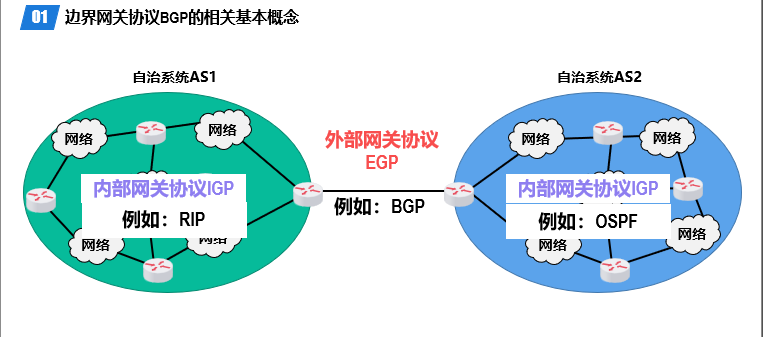 01 边界网关协议BGP的相关基本概念
自治系统AS1
自治系统AS2
网络
网络
外部网关协议
EGP
网络
网络
内部网关协议IGP
例如：RIP
例如：BGP
内部网关协议IGP
例如：OSPF
网络
网络
网络
网络